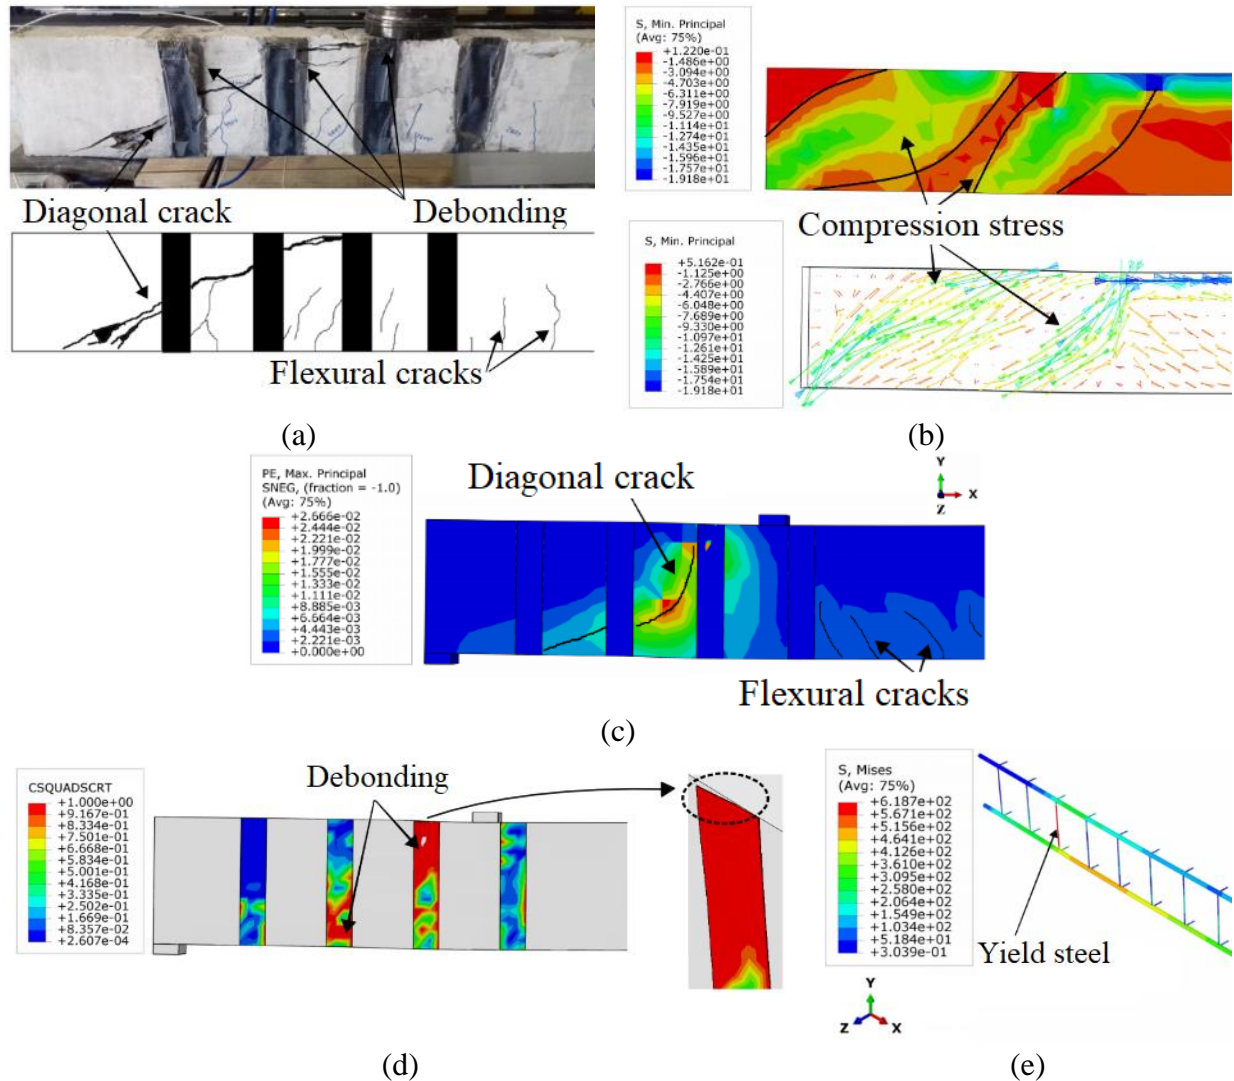 Diagonal crack
Debonding
Flexural cracks
(a)
S, Min. Principal
(Avg: 75%)
+1.220e-01
-1.486e+00
-3.094e+00
-4.703e+00
-6.311e+00
-7.919e+00
-9.527e+00
-1.114e+01
-1.274e+01
-1.435e+01
-1.596e+01
-1.757e+01
-1.918e+01
Compression stress
S, Min. Principal
+5.162e-01
-1.125e+00
-2.766e+00
-4.407e+00
-6.048e+00
-7.689e+00
-9.330e+00
-1.097e+01
-1.261e+01
-1.425e+01
-1.589e+01
-1.754e+01
-1.918e+01
(b)
PE, Max. Principal
SNEG, (fraction = -1.0)
(Avg: 75%)
+2.666e-02
+2.444e-02
+2.221e-02
+1.999e-02
+1.777e-02
+1.555e-02
+1.333e-02
+1.111e-02
+8.885e-03
+6.664e-03
+4.443e-03
+2.221e-03
+0.000e+00
Diagonal crack
Y
X
Z
Flexural cracks
(c)
CSQUADSCRT
+1.000e+00
+9.167e-01
+8.334e-01
+7.501e-01
+6.668e-01
+5.834e-01
+5.001e-01
+4.168e-01
+3.335e-01
+2.502e-01
+1.669e-01
+8.357e-02
+2.607e-04
Debonding
(d)
S, Mises
(Avg: 75%)
+6.187e+02
+5.671e+02
+5.156e+02
+4.641e+02
+4.126e+02
+3.610e+02
+3.095e+02
+2.580e+02
+2.064e+02
+1.549e+02
+1.034e+02
+5.184e+01
+3.039e-01
Yield steel
Y
Z
X
(e)